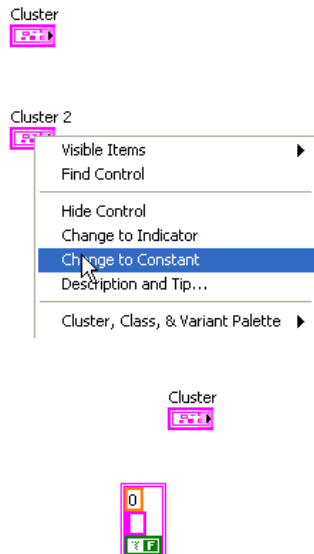 Cluster
Cluster 2
Visible Items
Find Control
Hide Control
Change to Indicator
Change to Constant
Description and Tip...
Cluster, Class, & Variant Palette
Cluster
0
F